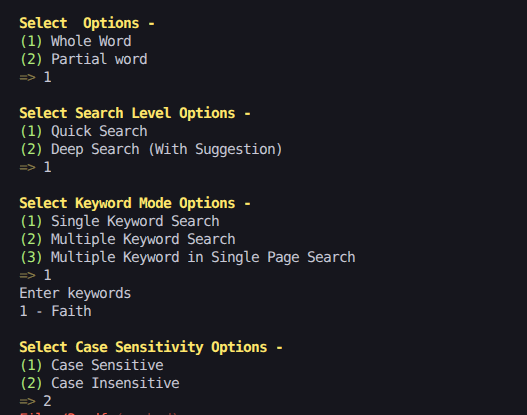 Select  Options -
(1) Whole Word
(2) Partial word
=> 1
Select Search Level Options -
(1) Quick Search
(2) Deep Search (With Suggestion)
=> 1
Select Keyword Mode Options -
(1) Single Keyword Search
(2) Multiple Keyword Search
(3) Multiple Keyword in Single Page Search
=> 1
Enter keywords
1 - Faith
Select Case Sensitivity Options -
(1) Case Sensitive
(2) Case Insensitive
=> 2